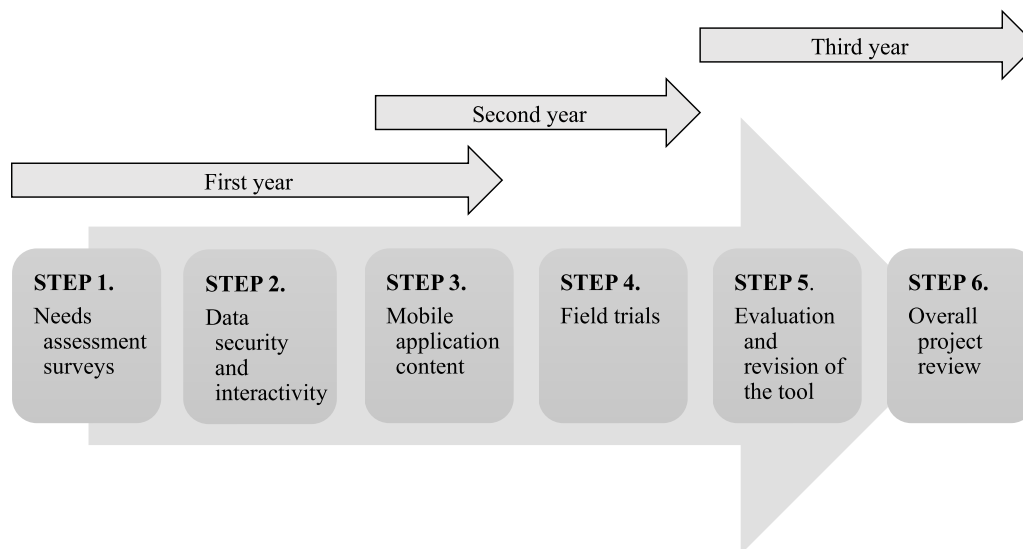 Third year
Second year
First year
STEP 1.
Needs
assessment
surveys
STEP 2.
Data
security
and
interactivity
STEP 3.
Mobile
application
content
STEP 4.
Field trials
STEP 5.
Evaluation
and
revision of
the tool
STEP 6.
Overall
project
review